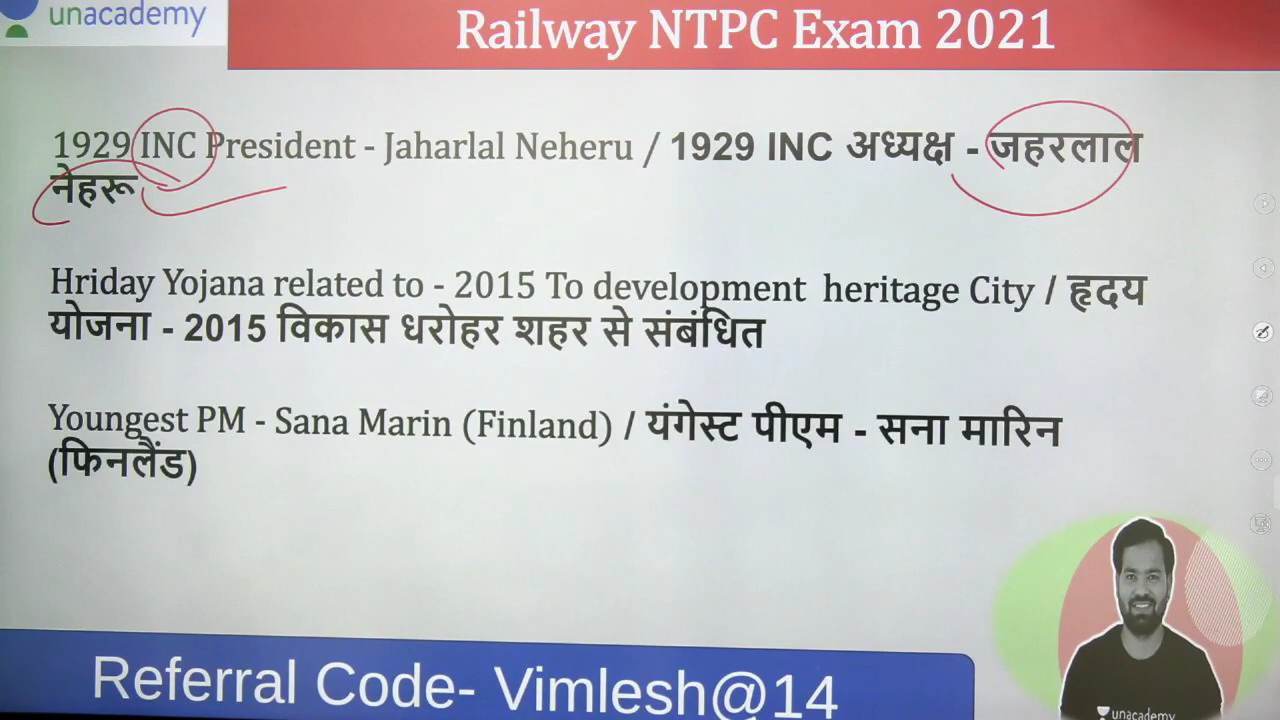 unacademy
Railway NTPC Exam 2021
1929 INC President - Jaharlal Neheru / 1929 INC अध्यक्ष - जहरलाल
नेहरू
Hriday Yojana related to - 2015 To development heritage City / हृदय
योजना - 2015 विकास धरोहर शहर से संबंधित
Youngest PM - Sana Marin (Finland) / यंगेस्ट पीएम - सना मारिन
(फिनलैंड)
unacademy
Referral Code- Vimlesh@14